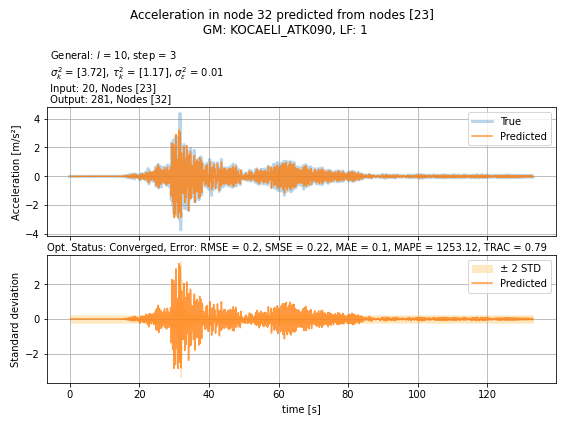 Acceleration in node 32 predicted from nodes [23]
GM: KOCAELI_ATK090, LF: 1
General: l = 10, step = 3
σ²ₖ = [3.72], τ²ₖ = [1.17], σ²ε = 0.01
Input: 20, Nodes [23]
Output: 281, Nodes [32]
Acceleration [m/s²]
4
2
0
−2
−4
True
Predicted
Opt. Status: Converged, Error: RMSE = 0.2, SMSE = 0.22, MAE = 0.1, MAPE = 1253.12, TRAC = 0.79
Standard deviation
2
0
−2
± 2 STD
Predicted
0 20 40 60 80 100 120
time [s]